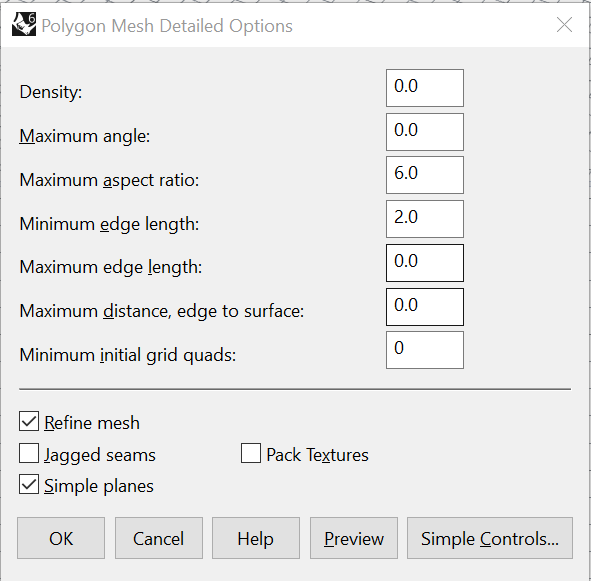 6 Polygon Mesh Detailed Options
Density: 0.0
Maximum angle: 0.0
Maximum aspect ratio: 6.0
Minimum edge length: 2.0
Maximum edge length: 0.0
Maximum distance, edge to surface: 0.0
Minimum initial grid quads: 0
Refine mesh
Jagged seams Pack Textures
Simple planes
OK Cancel Help Preview Simple Controls...